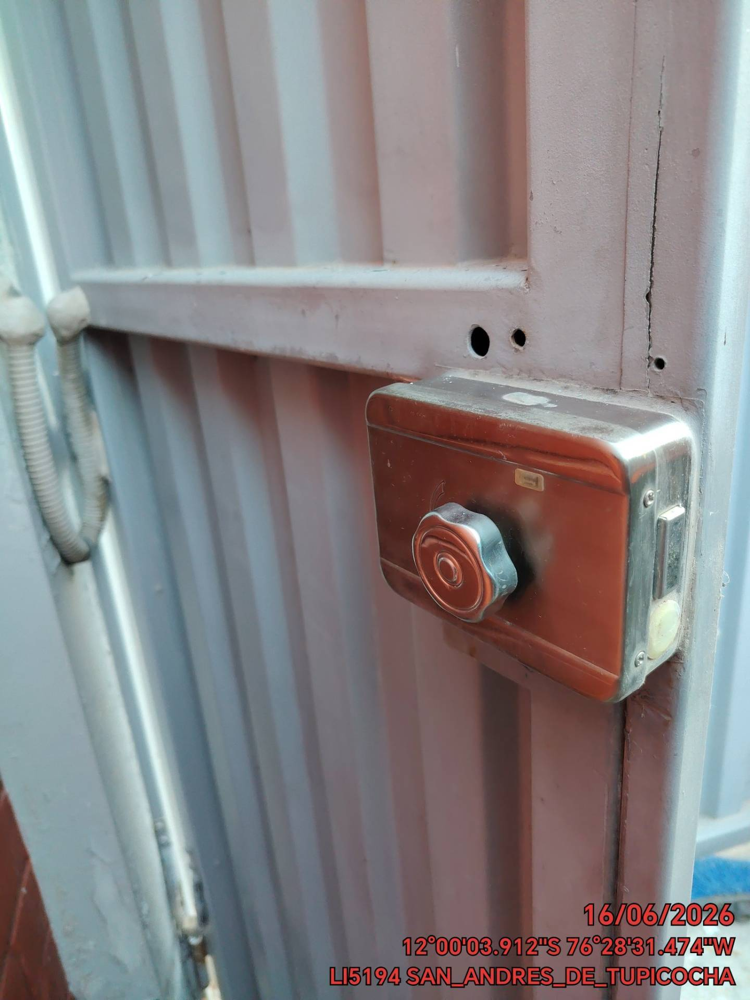 16/06/2026
12°00'03.912"S 76°28'31.474"W
LI5194 SAN_ANDRES_DE_TUPICOCHA